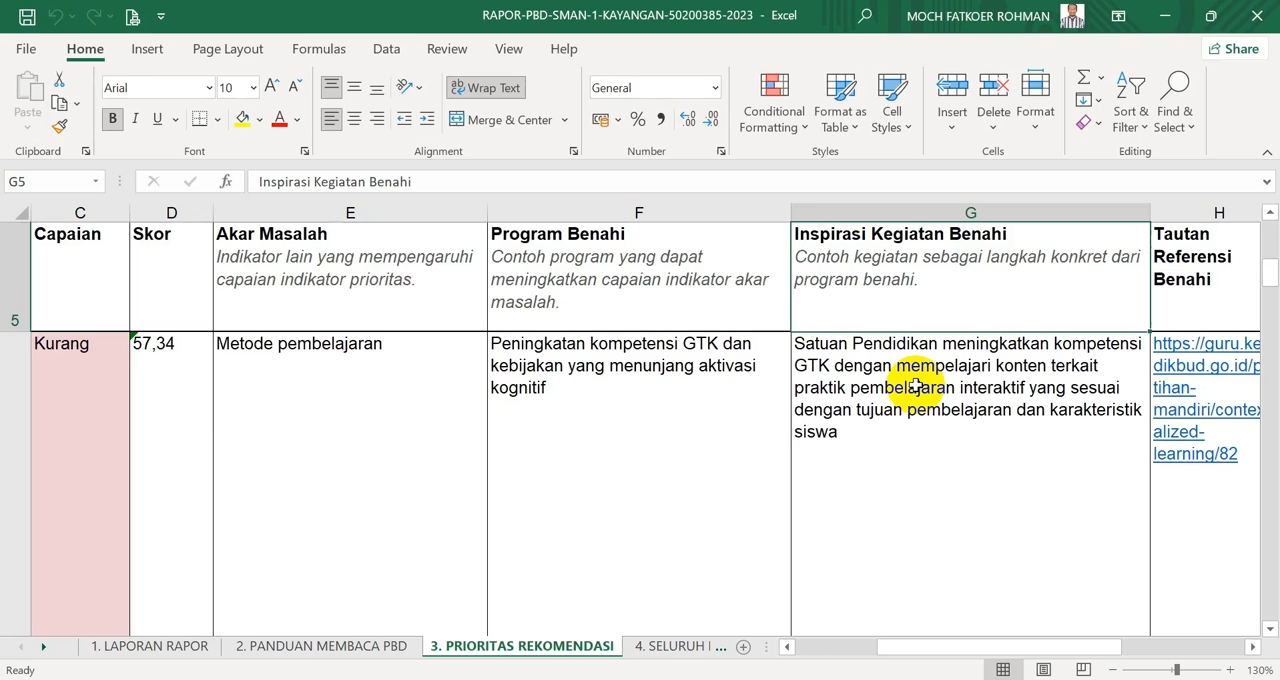 RAPOR-PBD-SMAN-1-KAYANGAN-50200385-2023 - Excel
MOCH FATKOER ROHMAN
File Home Insert Page Layout Formulas Data Review View Help
Share
Paste
Arial 10
B I U
Wrap Text
Merge & Center
General
Conditional Formatting
Format as Table
Cell Styles
Insert
Delete
Format
Sort & Filter
Find & Select
Clipboard Font Alignment Number Styles Cells Editing
G5
fx
Inspirasi Kegiatan Benahi
C D E F G H
5
Capaian
Skor
Akar Masalah
Indikator lain yang mempengaruhi
capaian indikator prioritas.
Program Benahi
Contoh program yang dapat
meningkatkan capaian indikator akar
masalah.
Inspirasi Kegiatan Benahi
Contoh kegiatan sebagai langkah konkret dari
program benahi.
Tautan
Referensi
Benahi
Kurang
57,34
Metode pembelajaran
Peningkatan kompetensi GTK dan
kebijakan yang menunjang aktivasi
kognitif
Satuan Pendidikan meningkatkan kompetensi
GTK dengan mempelajari konten terkait
praktik pembelajaran interaktif yang sesuai
dengan tujuan pembelajaran dan karakteristik
siswa
https://guru.ke
dikbud.go.id/p
tihan-
mandiri/conte
alized-
learning/82
1. LAPORAN RAPOR
2. PANDUAN MEMBACA PBD
3. PRIORITAS REKOMENDASI
4. SELURUH I ...
Ready
130%